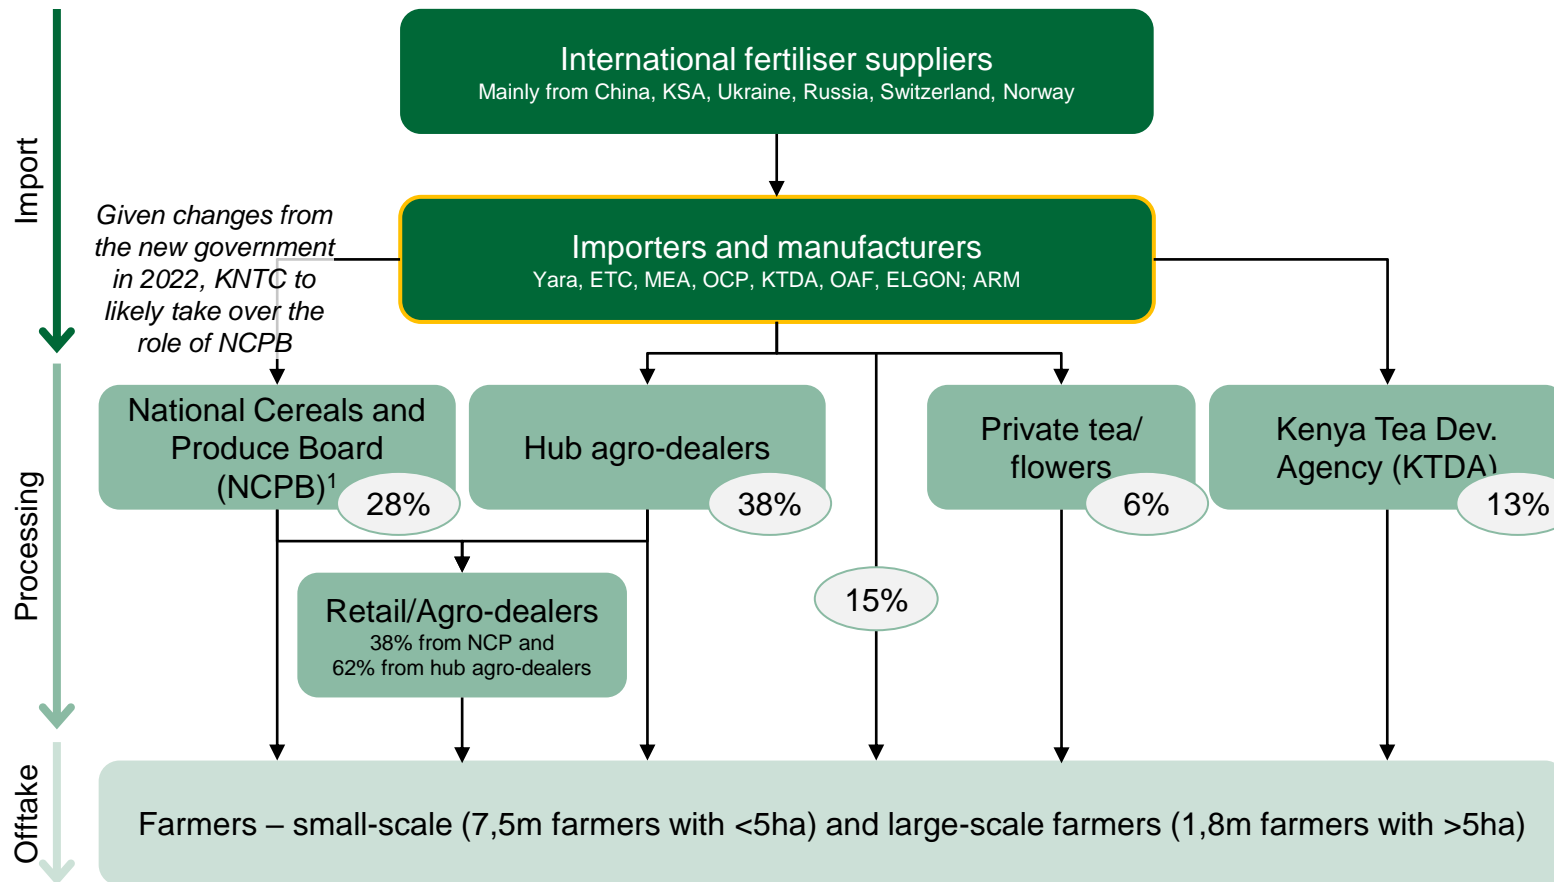 International fertiliser suppliers
Mainly from China, KSA, Ukraine, Russia, Switzerland, Norway
Import
Given changes from
the new government
in 2022, KNTC to
likely take over the
role of NCPB
Importers and manufacturers
Yara, ETC, MEA, OCP, KTDA, OAF, ELGON; ARM
Processing
National Cereals and
Produce Board
(NCPB)¹
28%
Hub agro-dealers
38%
Private tea/
flowers
6%
Kenya Tea Dev.
Agency (KTDA)
13%
Retail/Agro-dealers
38% from NCP and
62% from hub agro-dealers
15%
Offtake
Farmers – small-scale (7,5m farmers with <5ha) and large-scale farmers (1,8m farmers with >5ha)